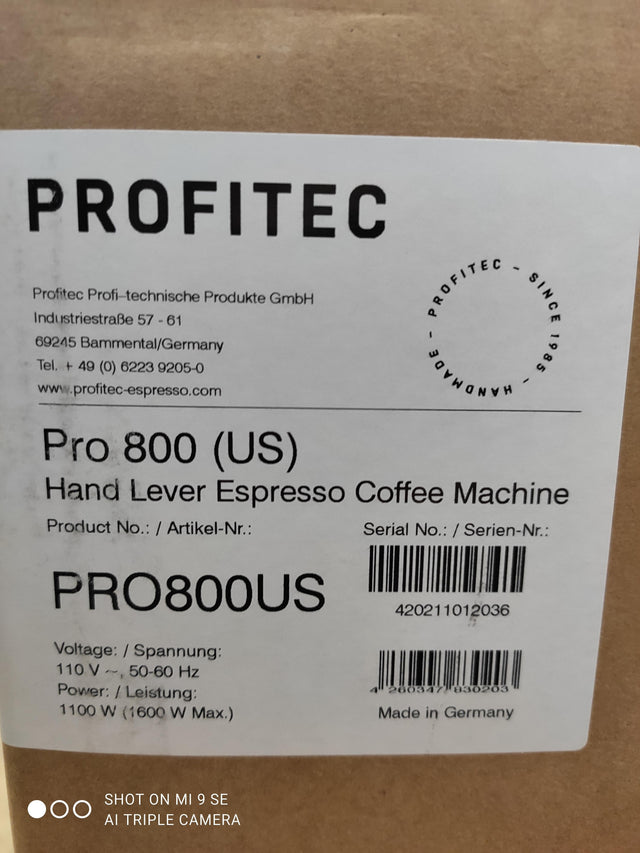 PROFITEC
Profitec Profi-technische Produkte GmbH
Industriestraße 57 - 61
69245 Bammental/Germany
Tel. + 49 (0) 6223 9205-0
www.profitec-espresso.com
PROFITEC - SINCE 1985 - HANDMADE -
Pro 800 (US)
Hand Lever Espresso Coffee Machine
Product No.: / Artikel-Nr.:
PRO800US
Serial No.: / Serien-Nr.:
420211012036
Voltage: / Spannung:
110 V ~, 50-60 Hz
Power: / Leistung:
1100 W (1600 W Max.)
4 260347 830203
Made in Germany
SHOT ON MI 9 SE
AI TRIPLE CAMERA